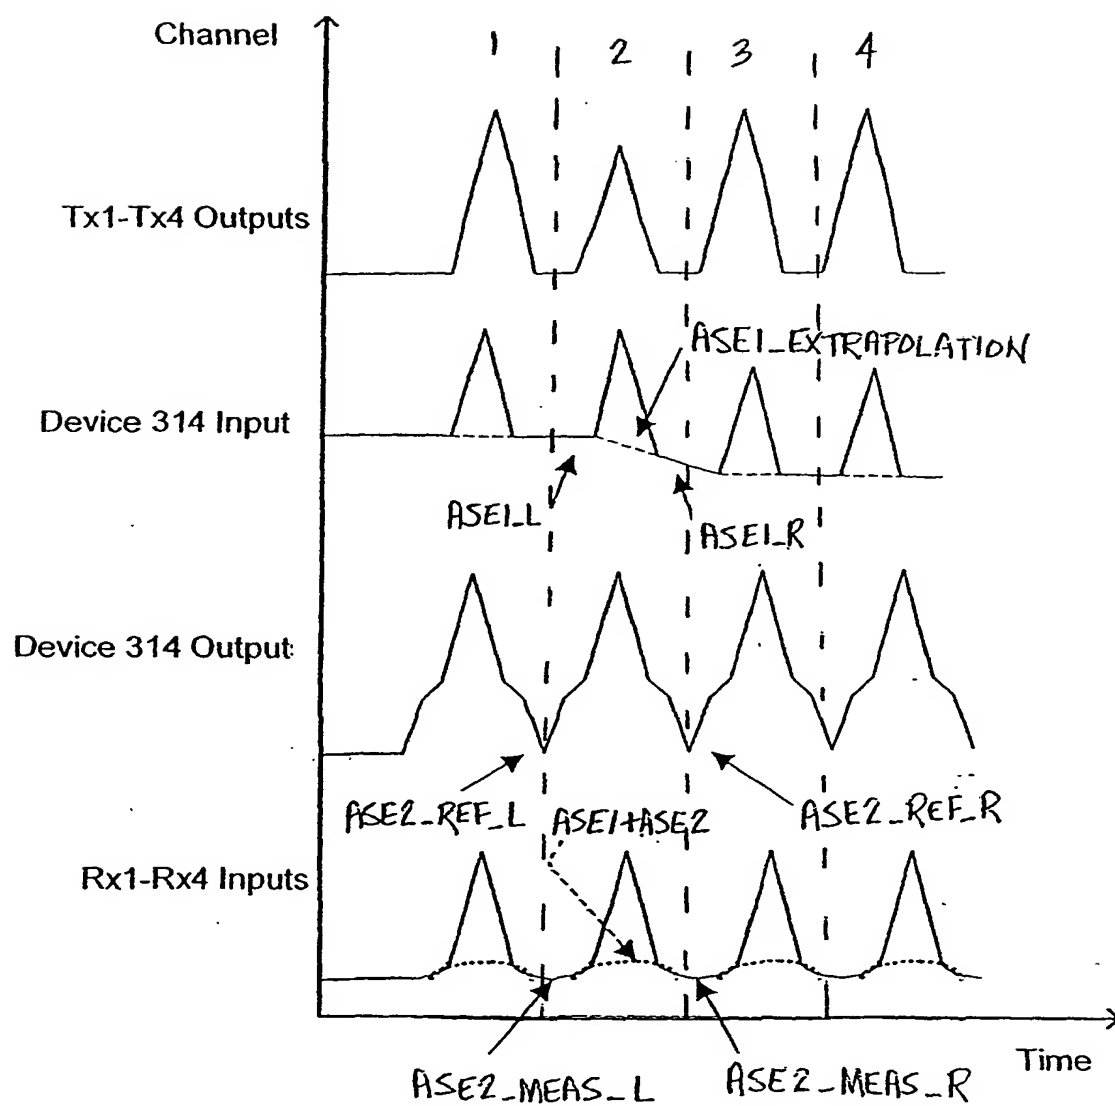 Channel 1 2 3 4
Tx1-Tx4 Outputs
ASE1_EXTRAPOLATION
Device 314 Input
ASE1_L
ASE1_R
Device 314 Output
ASE2_REF_L
ASE1+ASE2
ASE2_REF_R
Rx1-Rx4 Inputs
Time
ASE2_MEAS_L
ASE2_MEAS_R